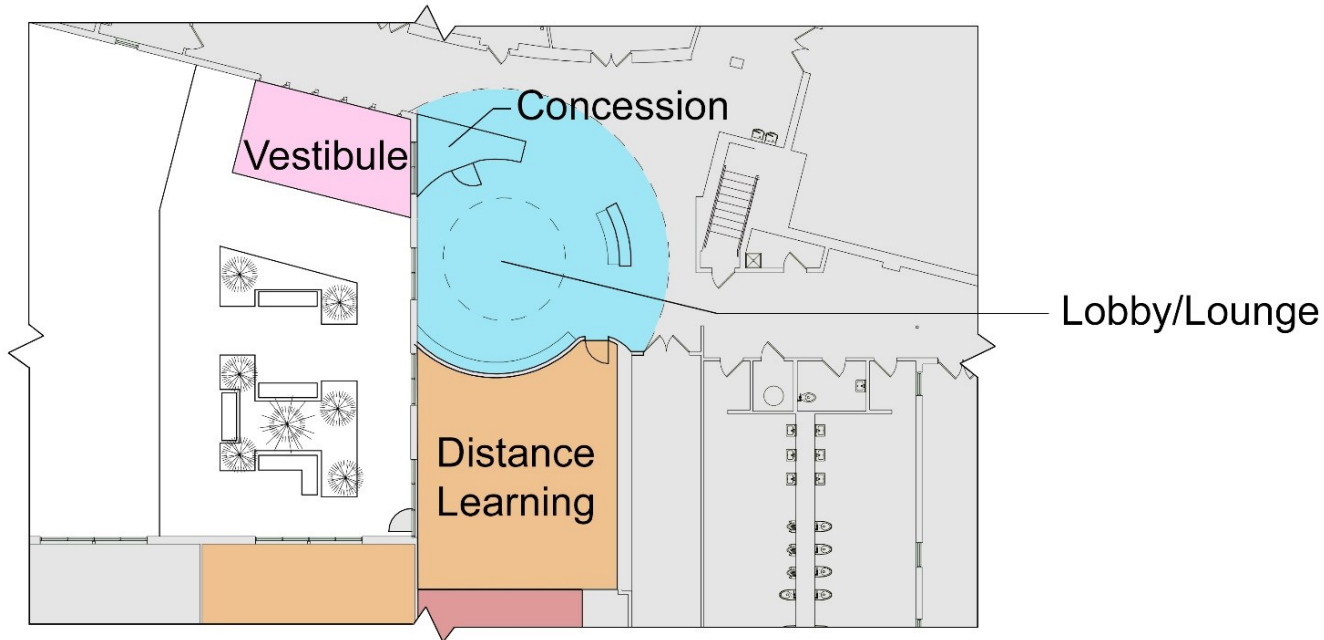 Concession
Vestibule
Lobby/Lounge
Distance
Learning